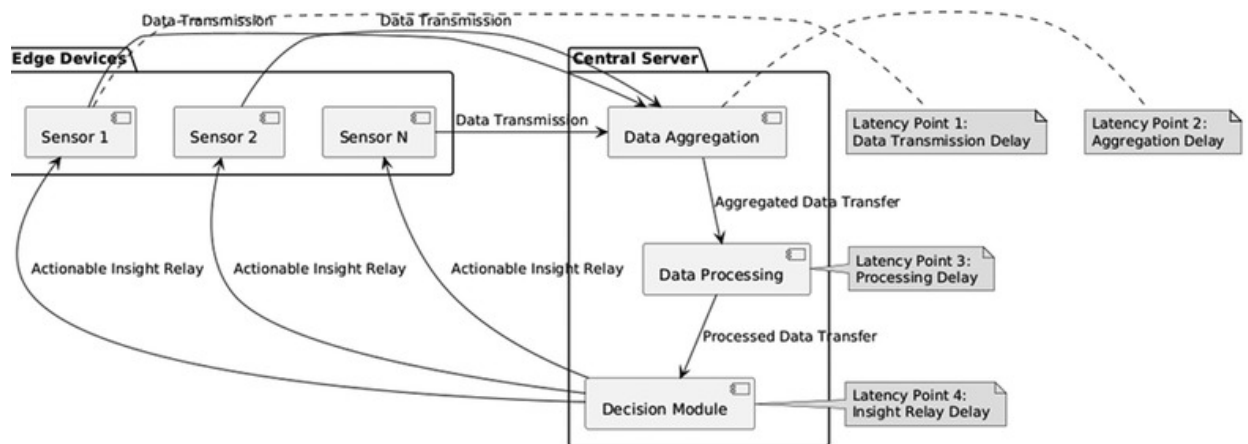 Data Transmission
Data Transmission
Edge Devices
Central Server
Sensor 1
Sensor 2
Sensor N
Data Transmission
Data Aggregation
Latency Point 1:
Data Transmission Delay
Latency Point 2:
Aggregation Delay
Aggregated Data Transfer
Actionable Insight Relay
Actionable Insight Relay
Actionable Insight Relay
Data Processing
Latency Point 3:
Processing Delay
Processed Data Transfer
Decision Module
Latency Point 4:
Insight Relay Delay